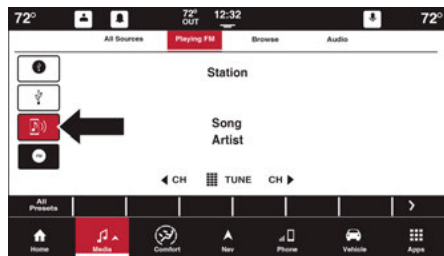 72°
72°
OUT
12:32
72°
All Sources
Playing FM
Browse
Audio
Station
Song
Artist
CH
TUNE
CH
All
Presets
Home
Media
Comfort
Nav
Phone
Vehicle
Apps